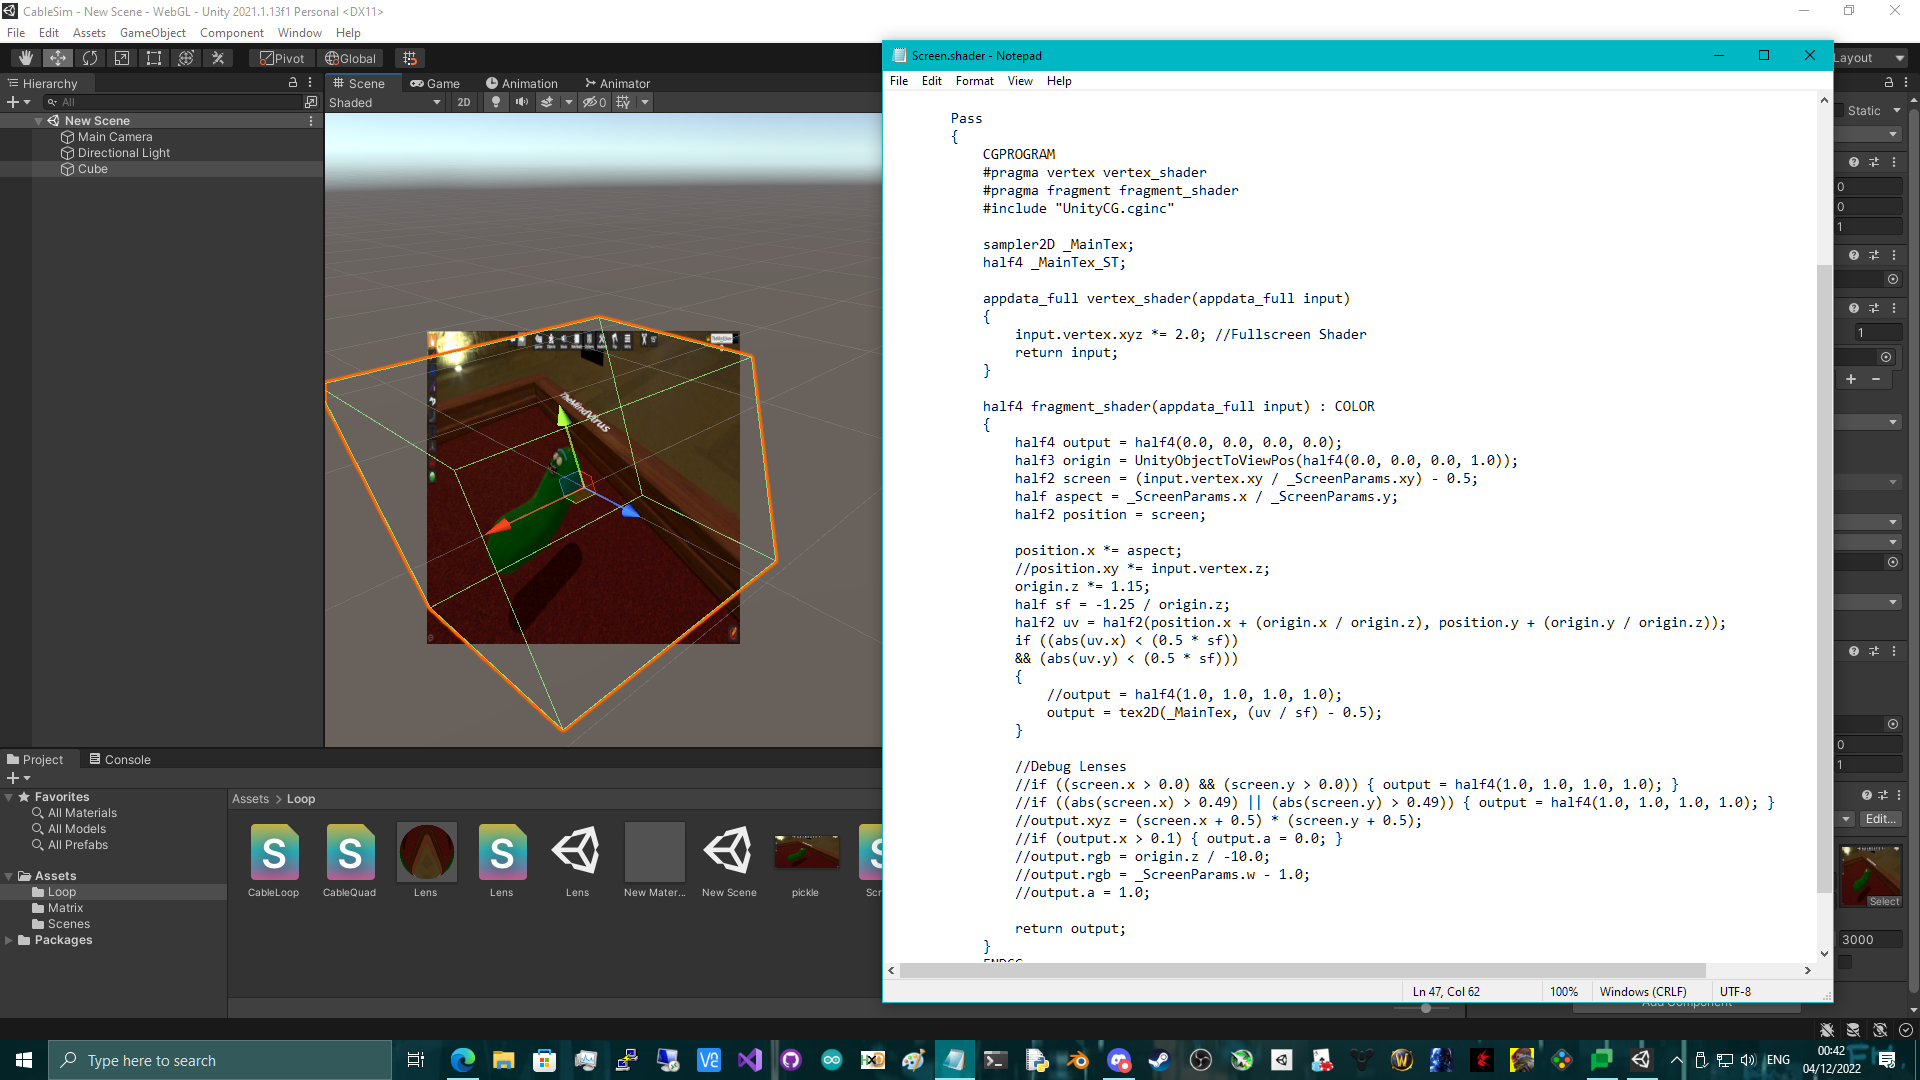 CableSim - New Scene - WebGL - Unity 2021.1.13f1 Personal <DX11>
File Edit Assets GameObject Component Window Help
Pivot Global Layout
Hierarchy
All
New Scene
Main Camera
Directional Light
Cube
Scene Game Animation Animator
Shaded 2D 0
TheMindVirus
Screen.shader - Notepad
File Edit Format View Help
Pass
{
CGPROGRAM
#pragma vertex vertex_shader
#pragma fragment fragment_shader
#include "UnityCG.cginc"
sampler2D _MainTex;
half4 _MainTex_ST;
appdata_full vertex_shader(appdata_full input)
{
input.vertex.xyz *= 2.0; //Fullscreen Shader
return input;
}
half4 fragment_shader(appdata_full input) : COLOR
{
half4 output = half4(0.0, 0.0, 0.0, 0.0);
half3 origin = UnityObjectToViewPos(half4(0.0, 0.0, 0.0, 1.0));
half2 screen = (input.vertex.xy / _ScreenParams.xy) - 0.5;
half aspect = _ScreenParams.x / _ScreenParams.y;
half2 position = screen;
position.x *= aspect;
//position.xy *= input.vertex.z;
origin.z *= 1.15;
half sf = -1.25 / origin.z;
half2 uv = half2(position.x + (origin.x / origin.z), position.y + (origin.y / origin.z));
if ((abs(uv.x) < (0.5 * sf))
&& (abs(uv.y) < (0.5 * sf)))
{
//output = half4(1.0, 1.0, 1.0, 1.0);
output = tex2D(_MainTex, (uv / sf) - 0.5);
}
//Debug Lenses
//if ((screen.x > 0.0) && (screen.y > 0.0)) { output = half4(1.0, 1.0, 1.0, 1.0); }
//if ((abs(screen.x) > 0.49) || (abs(screen.y) > 0.49)) { output = half4(1.0, 1.0, 1.0, 1.0); }
//output.xyz = (screen.x + 0.5) * (screen.y + 0.5);
//if (output.x > 0.1) { output.a = 0.0; }
//output.rgb = origin.z / -10.0;
//output.rgb = _ScreenParams.w - 1.0;
//output.a = 1.0;
return output;
}
ENDCG
Ln 47, Col 62 100% Windows (CRLF) UTF-8
Static
0
0
1
1
0
1
Edit...
Select
3000
Add Component
Project Console
Favorites
All Materials
All Models
All Prefabs
Assets
Loop
Matrix
Scenes
Packages
Assets > Loop
CableLoop CableQuad Lens Lens Lens New Mater... New Scene pickle Scr
Type here to search
ENG
00:42
04/12/2022